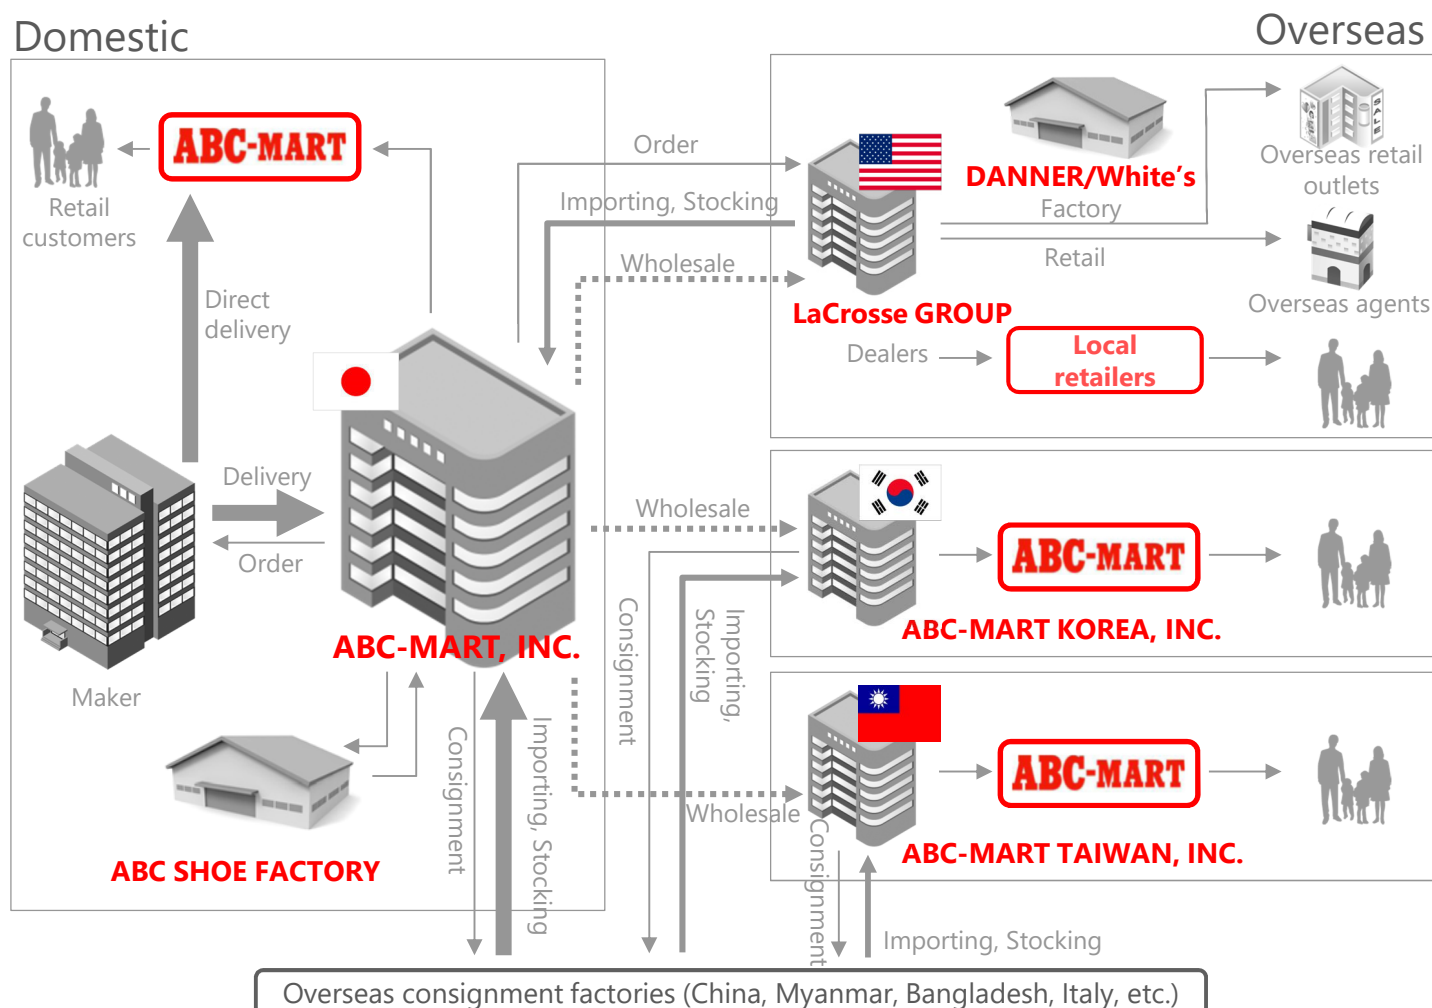 Domestic
Overseas
ABC-MART
Retail
customers
Direct
delivery
Delivery
Order
Maker
ABC-MART, INC.
ABC SHOE FACTORY
Consignment
Importing, Stocking
Order
Importing, Stocking
Wholesale
LaCrosse GROUP
DANNER/White's
Factory
Retail
SALE
Overseas retail
outlets
Overseas agents
Dealers
Local
retailers
Wholesale
Consignment
Importing,
Stocking
ABC-MART
ABC-MART KOREA, INC.
Wholesale
Consignment
Importing, Stocking
ABC-MART
ABC-MART TAIWAN, INC.
Overseas consignment factories (China, Myanmar, Bangladesh, Italy, etc.)